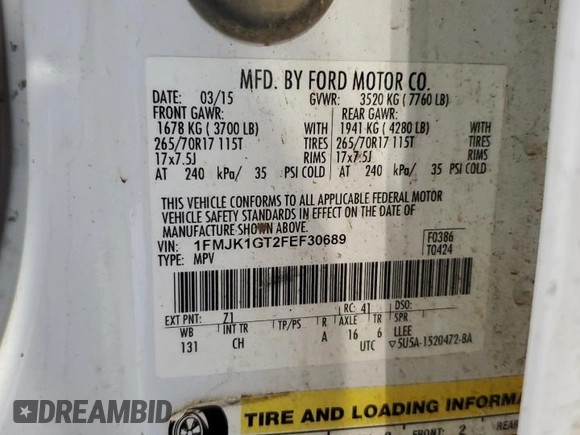 MFD. BY FORD MOTOR CO.
DATE: 03/15 GVWR: 3520 KG ( 7760 LB)
FRONT GAWR: REAR GAWR:
1678 KG ( 3700 LB) WITH 1941 KG ( 4280 LB) WITH
265/70R17 115T TIRES 265/70R17 115T TIRES
17x7.5J RIMS 17x7.5J RIMS
AT 240 kPa/ 35 PSI COLD AT 240 kPa/ 35 PSI COLD
THIS VEHICLE CONFORMS TO ALL APPLICABLE FEDERAL MOTOR
VEHICLE SAFETY STANDARDS IN EFFECT ON THE DATE OF
MANUFACTURE SHOWN ABOVE.
VIN: 1FMJK1GT2FEF30689 F0386
TYPE: MPV T0424
EXT PNT: Z1 RC: 41 DSO:
WB INT TR TP/PS R AXLE TR
131 CH A 16 6 LLEE
UTC ▽5U5A-1520472-BA
TIRE AND LOADING INFORMA
FRONT: 2 REAR
DREAMBID